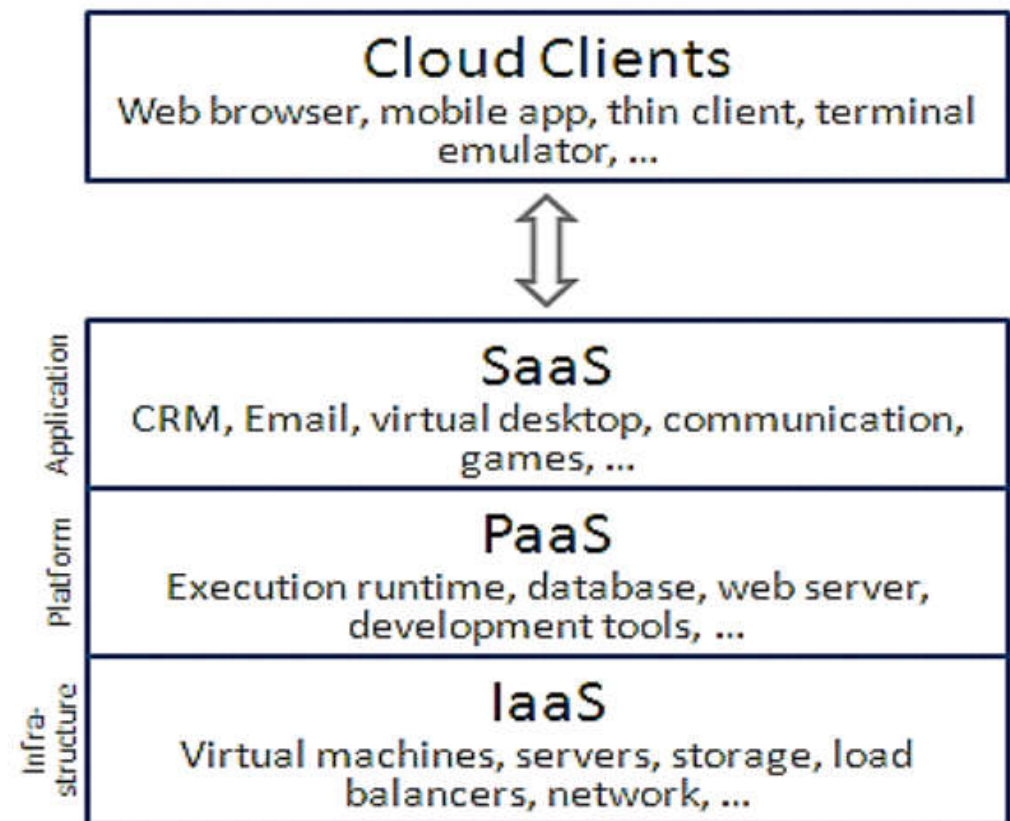 Cloud Clients
Web browser, mobile app, thin client, terminal
emulator, ...
Application
SaaS
CRM, Email, virtual desktop, communication,
games, ...
Platform
PaaS
Execution runtime, database, web server,
development tools, ...
Infra-
structure
IaaS
Virtual machines, servers, storage, load
balancers, network, ...